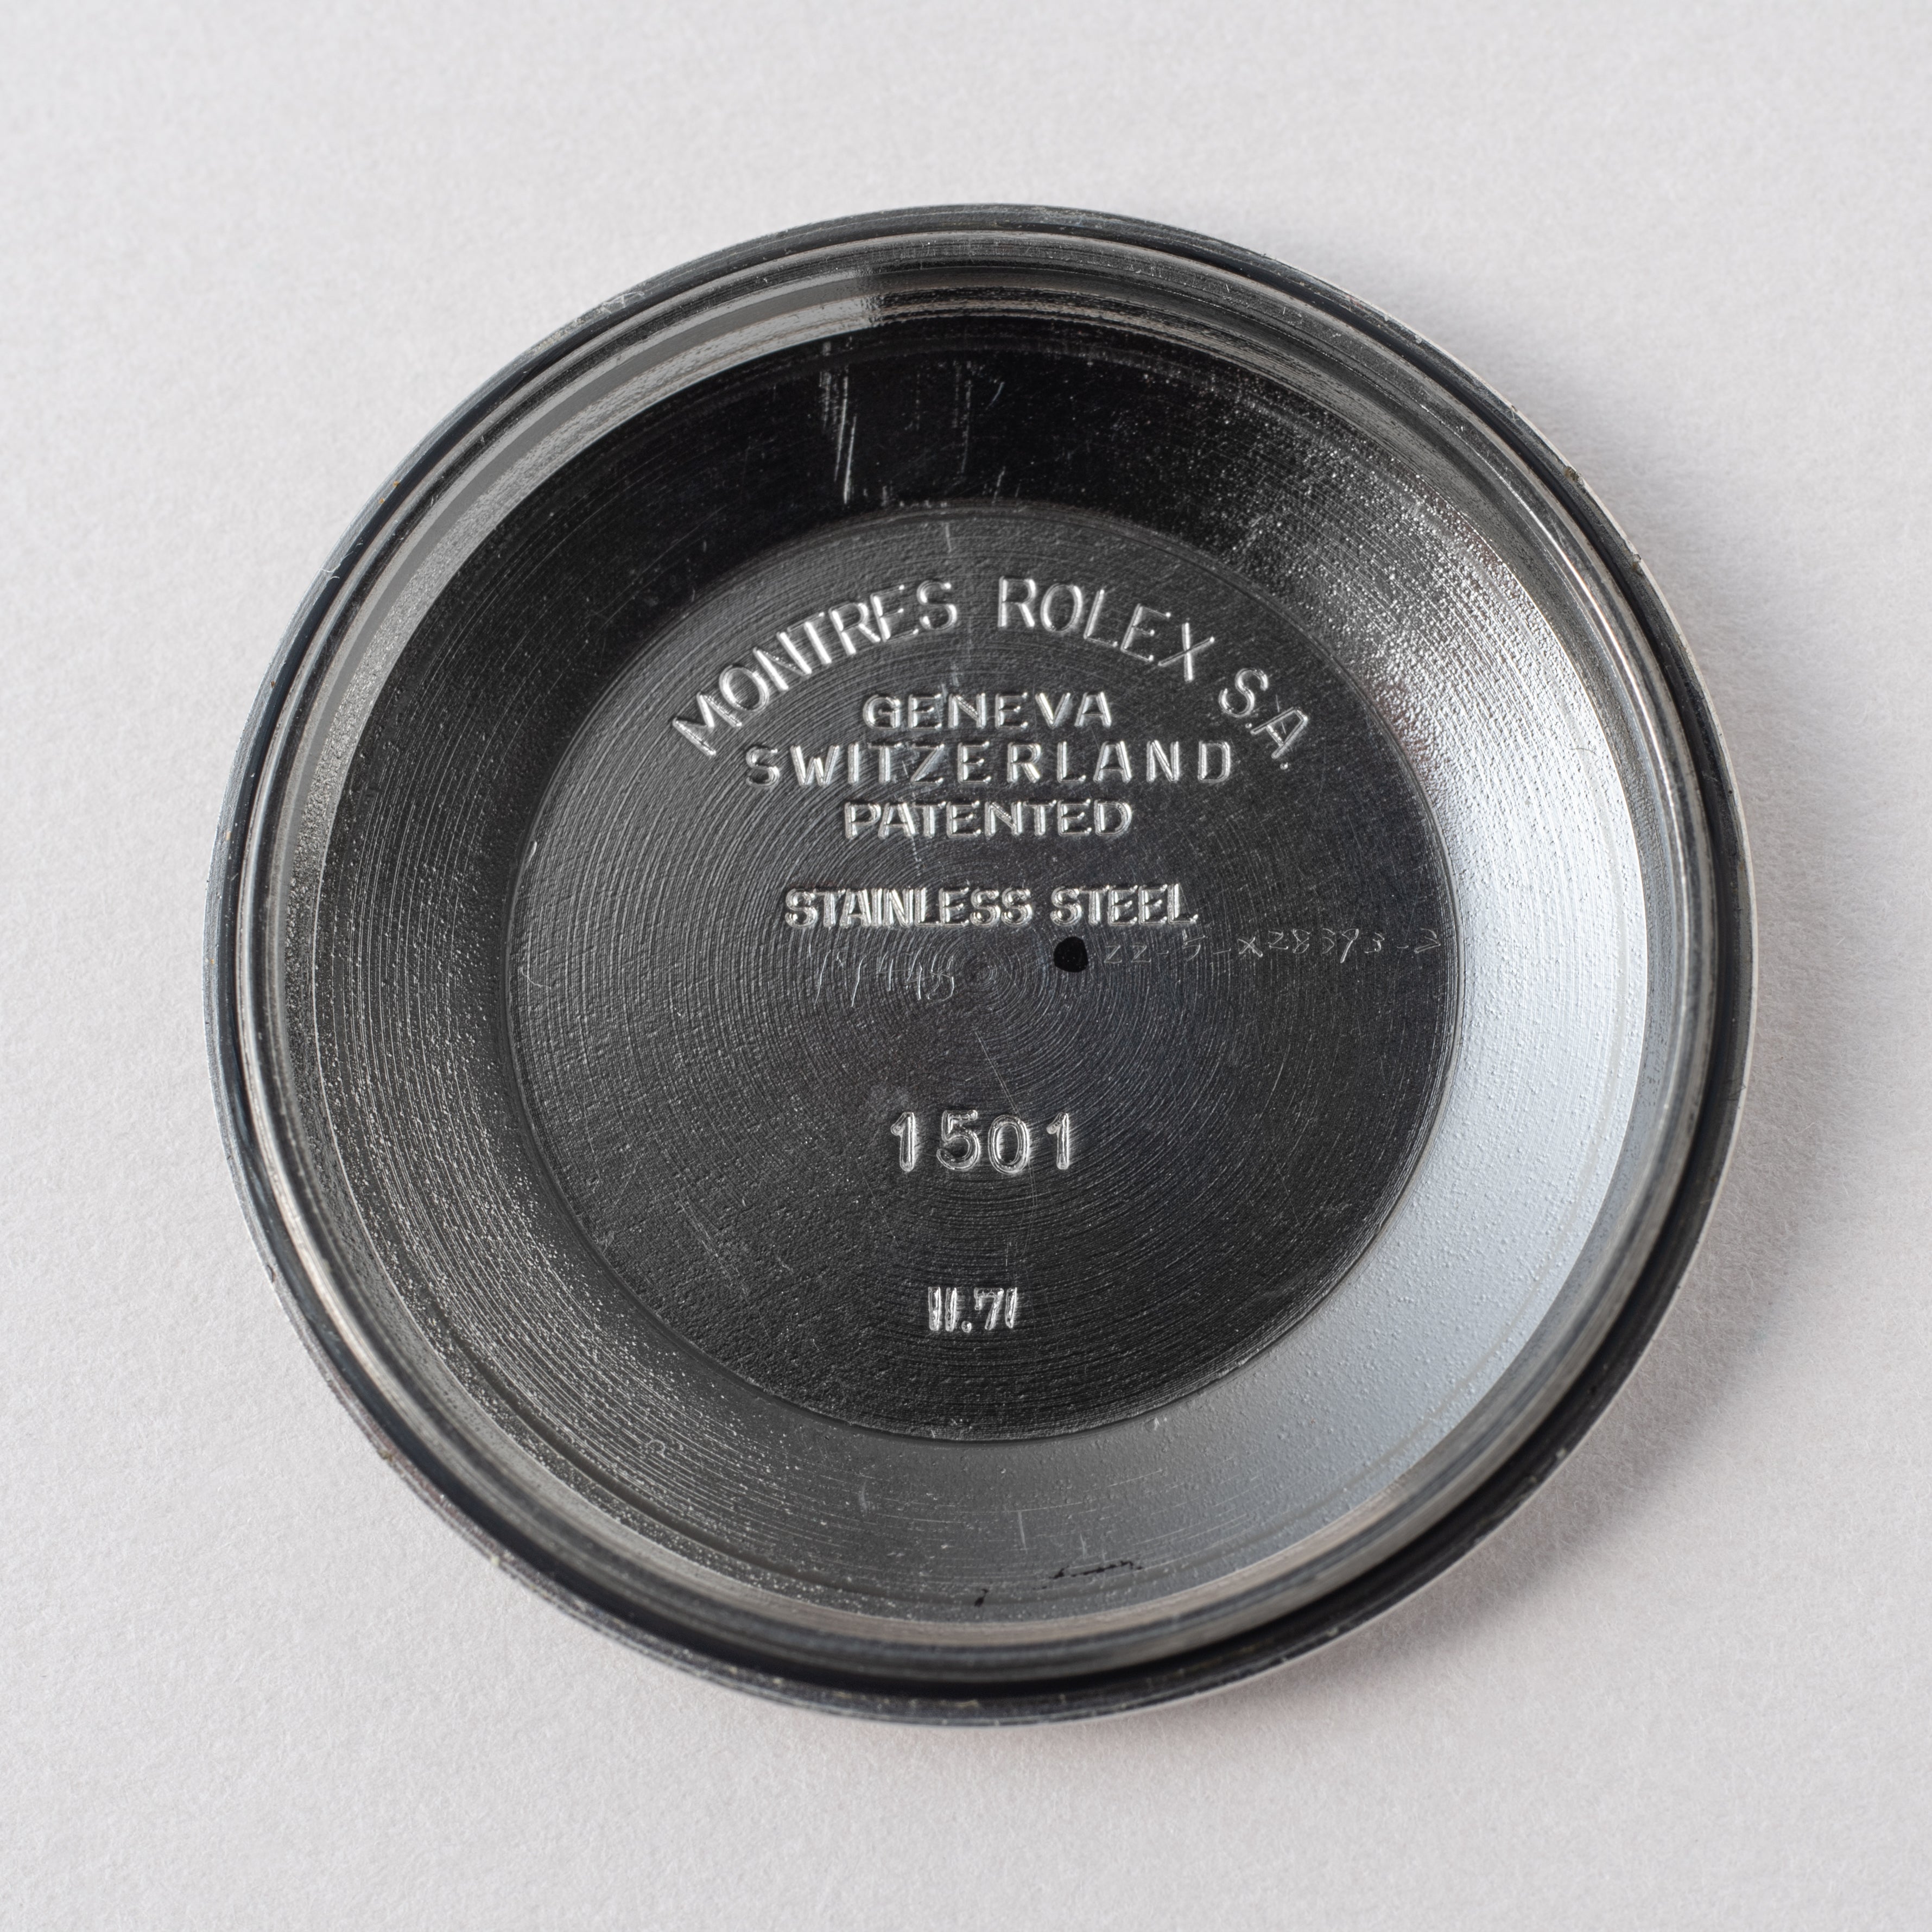 MONTRES ROLEX S.A.
GENEVA
SWITZERLAND
PATENTED
STAINLESS STEEL
1501
II.71